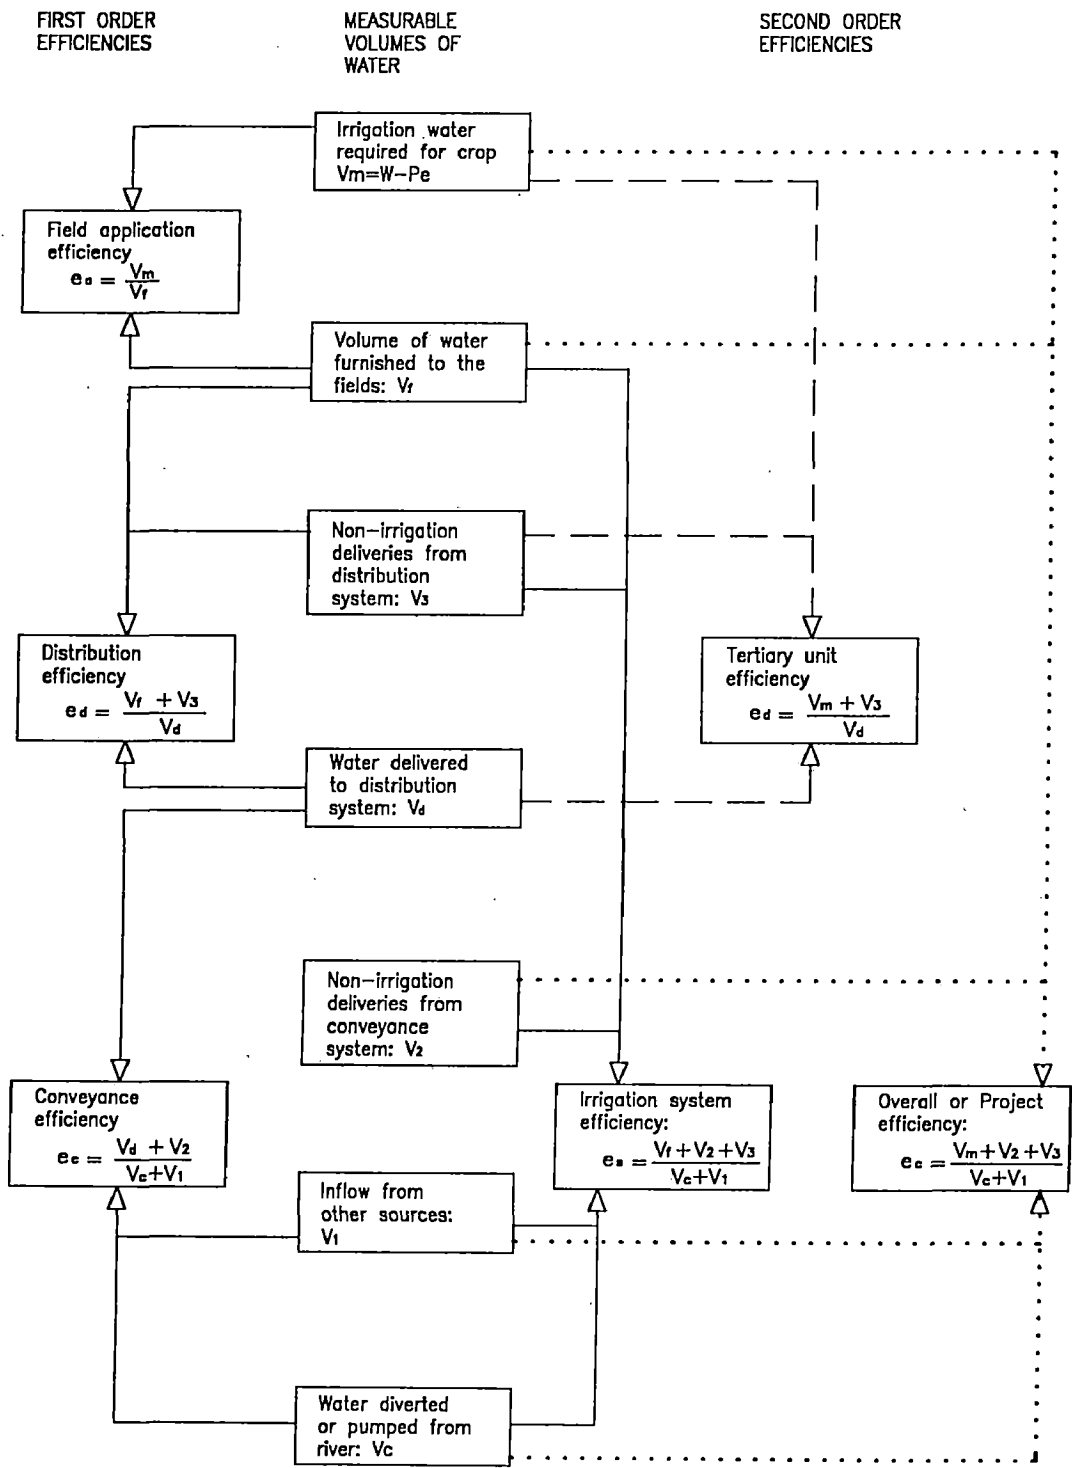 FIRST ORDER
EFFICIENCIES
MEASURABLE
VOLUMES OF
WATER
SECOND ORDER
EFFICIENCIES
Irrigation water
required for crop
Vm=W-Pe
Field application
efficiency
ea = Vm/Vf
Volume of water
furnished to the
fields: Vf
Non-irrigation
deliveries from
distribution
system: V3
Distribution
efficiency
ed = Vf + V3/Vd
Tertiary unit
efficiency
ed = Vm + V3/Vd
Water delivered
to distribution
system: Vd
Non-irrigation
deliveries from
conveyance
system: V2
Conveyance
efficiency
ec = Vd + V2/Vc+V1
Irrigation system
efficiency:
es = Vf+V2+V3/Vc+V1
Overall or Project
efficiency:
ec = Vm+V2+V3/Vc+V1
Inflow from
other sources:
V1
Water diverted
or pumped from
river: Vc